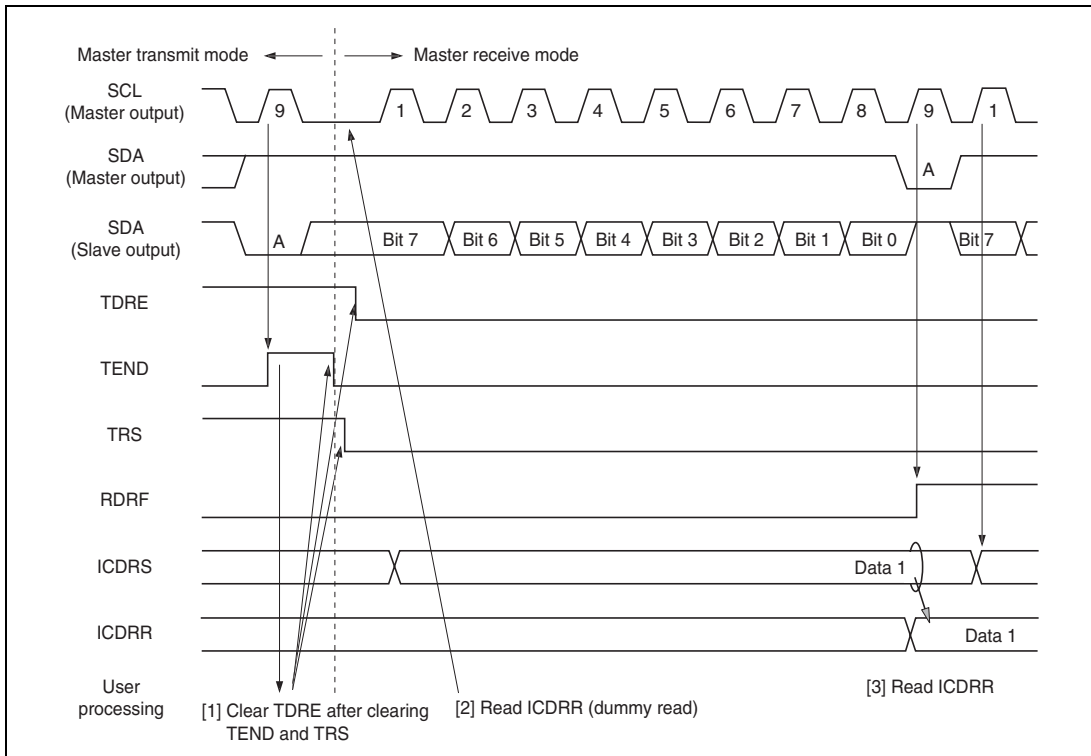 Master transmit mode
Master receive mode
SCL
(Master output)
9 1 2 3 4 5 6 7 8 9 1
SDA
(Master output)
A
SDA
(Slave output)
A Bit 7 Bit 6 Bit 5 Bit 4 Bit 3 Bit 2 Bit 1 Bit 0 Bit 7
TDRE
TEND
TRS
RDRF
ICDRS
Data 1
ICDRR
Data 1
User
processing
[1] Clear TDRE after clearing
TEND and TRS
[2] Read ICDRR (dummy read)
[3] Read ICDRR